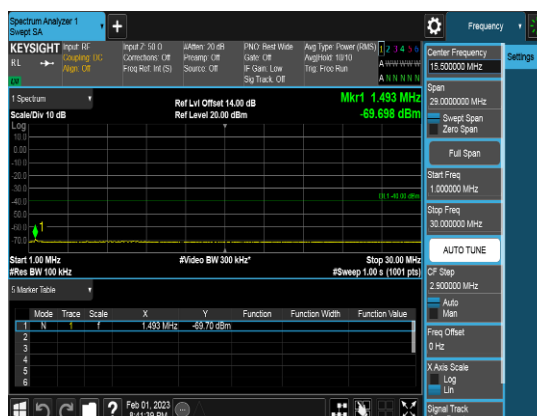 Spectrum Analyzer 1
Swept SA
Frequency
KEYSIGHT
RL
Input: RF
Coupling: DC
Align: Off
Input Z: 50 Ω
Corrections: Off
Freq Ref: Int (S)
#Atten: 20 dB
Preamp: Off
Source: Off
PNO: Best Wide
Gate: Off
IF Gain: Low
Sig Track: Off
Avg Type: Power (RMS)
Avg|Hold: 10/10
Trig: Free Run
1 2 3 4 5 6
A W W W W W
A N N N N N
1 Spectrum
Scale/Div 10 dB
Ref Lvl Offset 14.00 dB
Ref Level 20.00 dBm
Mkr1 1.493 MHz
-69.698 dBm
Log
10.0
0.00
-10.0
-20.0
-30.0
-40.0
-50.0
-60.0
-70.0
1
DL1 -40.00 dBm
Start 1.00 MHz
#Res BW 100 kHz
#Video BW 300 kHz*
Stop 30.00 MHz
#Sweep 1.00 s (1001 pts)
5 Marker Table
Mode Trace Scale X Y Function Function Width Function Value
1 N 1 f 1.493 MHz -69.70 dBm
2
3
4
5
6
Feb 01, 2023
8:41:39 PM
Center Frequency
15.500000 MHz
Settings
Span
29.0000000 MHz
Swept Span
Zero Span
Full Span
Start Freq
1.000000 MHz
Stop Freq
30.000000 MHz
AUTO TUNE
CF Step
2.900000 MHz
Auto
Man
Freq Offset
0 Hz
X Axis Scale
Log
Lin
Signal Track